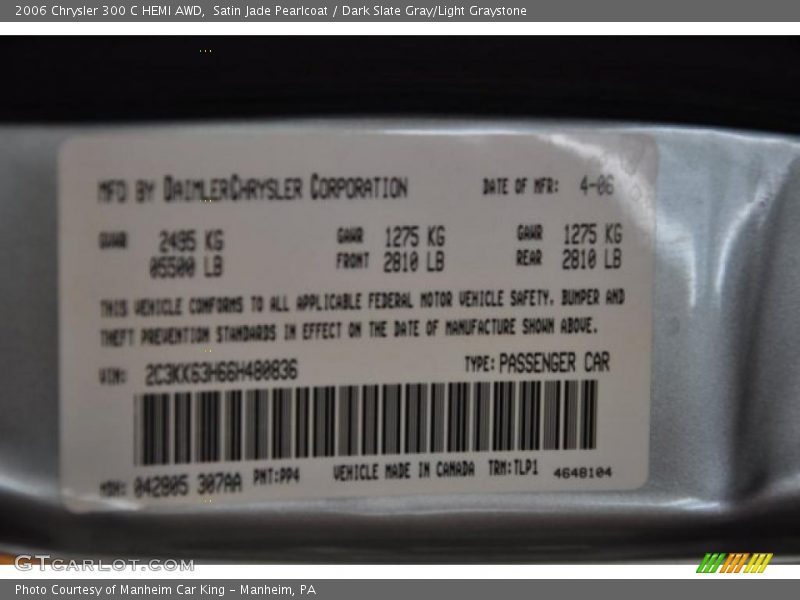 2006 Chrysler 300 C HEMI AWD,  Satin Jade Pearlcoat / Dark Slate Gray/Light Graystone
MFD BY DAIMLERCHRYSLER CORPORATION DATE OF MFR: 4-06
GVWR 2495 KG GAWR 1275 KG GAWR 1275 KG
05500 LB FRONT 2810 LB REAR 2810 LB
THIS VEHICLE CONFORMS TO ALL APPLICABLE FEDERAL MOTOR VEHICLE SAFETY, BUMPER AND
THEFT PREVENTION STANDARDS IN EFFECT ON THE DATE OF MANUFACTURE SHOWN ABOVE.
VIN: 2C3KK63H66H480836 TYPE: PASSENGER CAR
MDH: 042805 307AA PNT:PP4 VEHICLE MADE IN CANADA TRM:TLP1 4648104
GTCARLOT.COM
Photo Courtesy of Manheim Car King - Manheim, PA